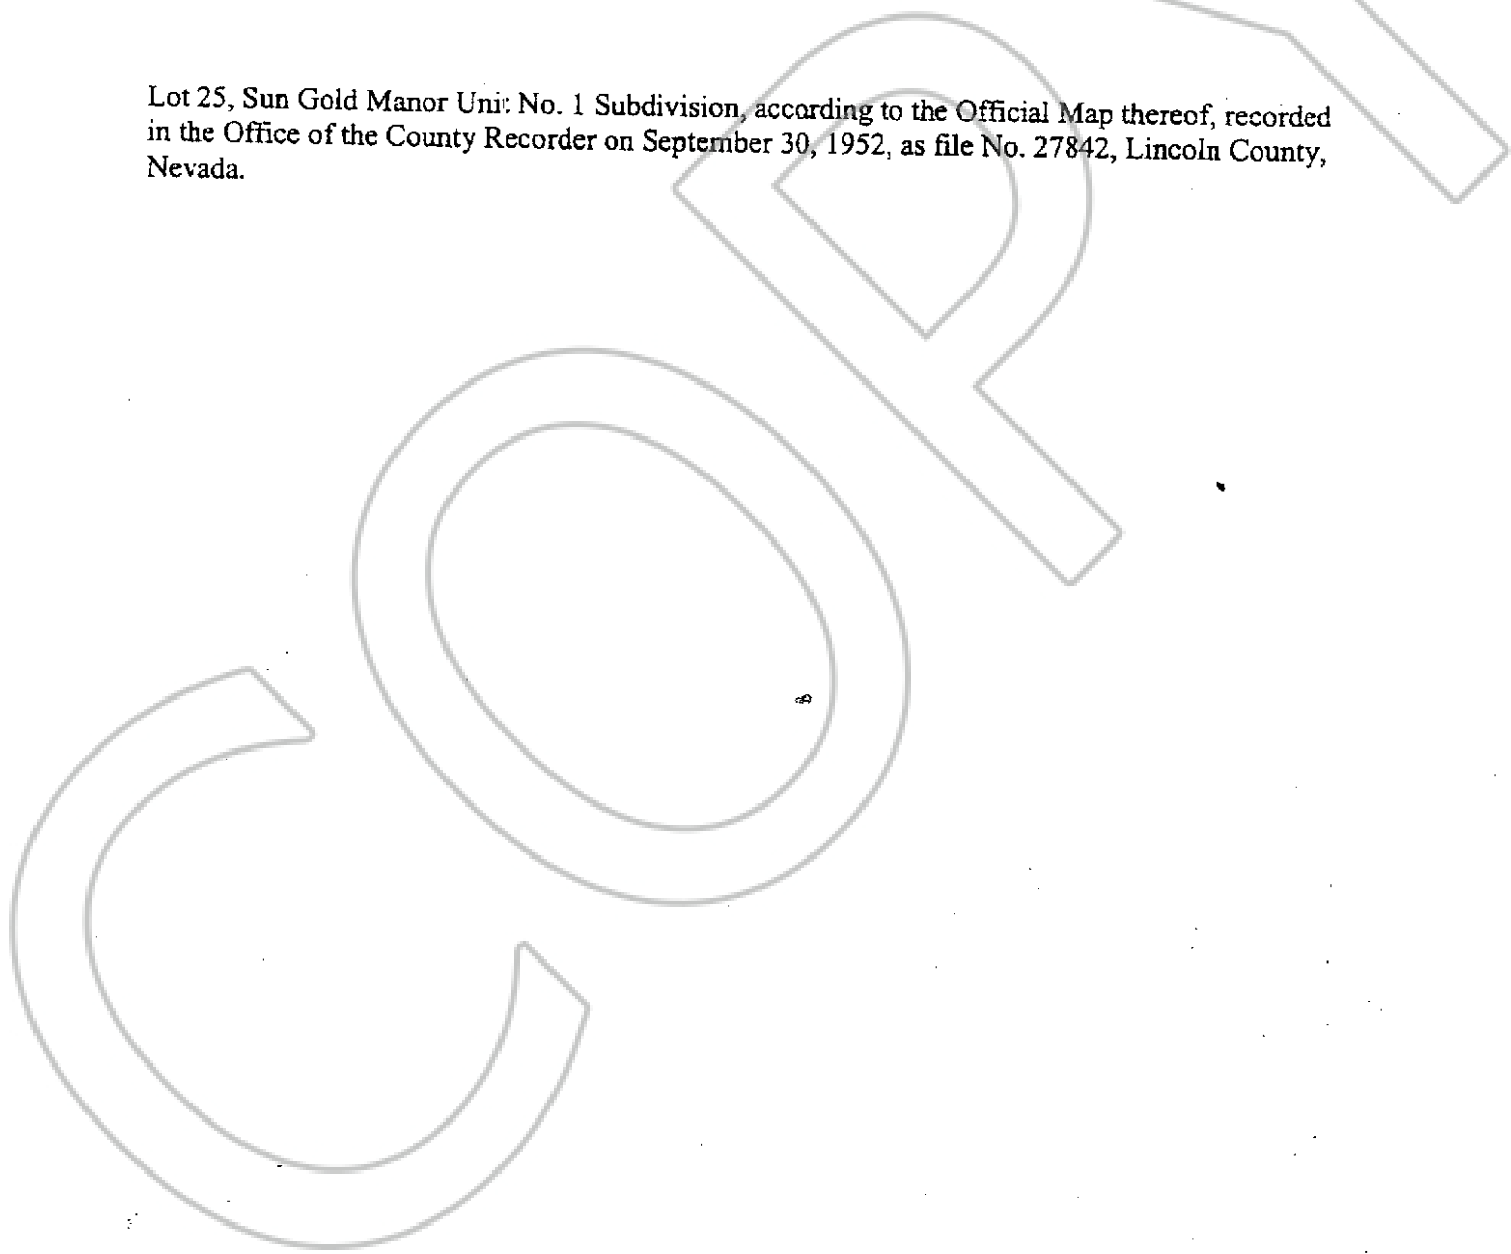 Lot 25, Sun Gold Manor Unit No. 1 Subdivision, according to the Official Map thereof, recorded
in the Office of the County Recorder on September 30, 1952, as file No. 27842, Lincoln County,
Nevada.
COPY